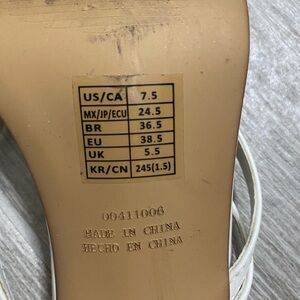 US/CA 7.5
MX/JP/ECU 24.5
BR 36.5
EU 38.5
UK 5.5
KR/CN 245(1.5)
00411006
MADE IN CHINA
HECHO EN CHINA